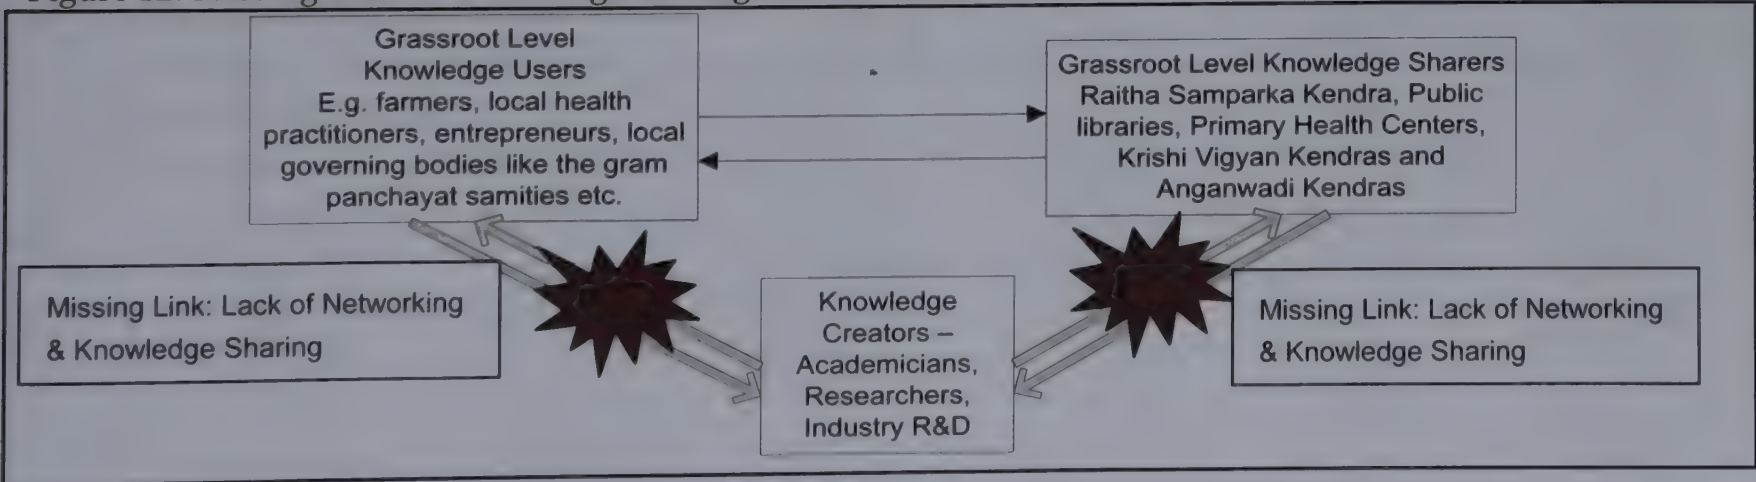 Grassroot Level
Knowledge Users
E.g. farmers, local health
practitioners, entrepreneurs, local
governing bodies like the gram
panchayat samities etc.
Grassroot Level Knowledge Sharers
Raitha Samparka Kendra, Public
libraries, Primary Health Centers,
Krishi Vigyan Kendras and
Anganwadi Kendras
Missing Link: Lack of Networking
& Knowledge Sharing
Knowledge
Creators –
Academicians,
Researchers,
Industry R&D
Missing Link: Lack of Networking
& Knowledge Sharing